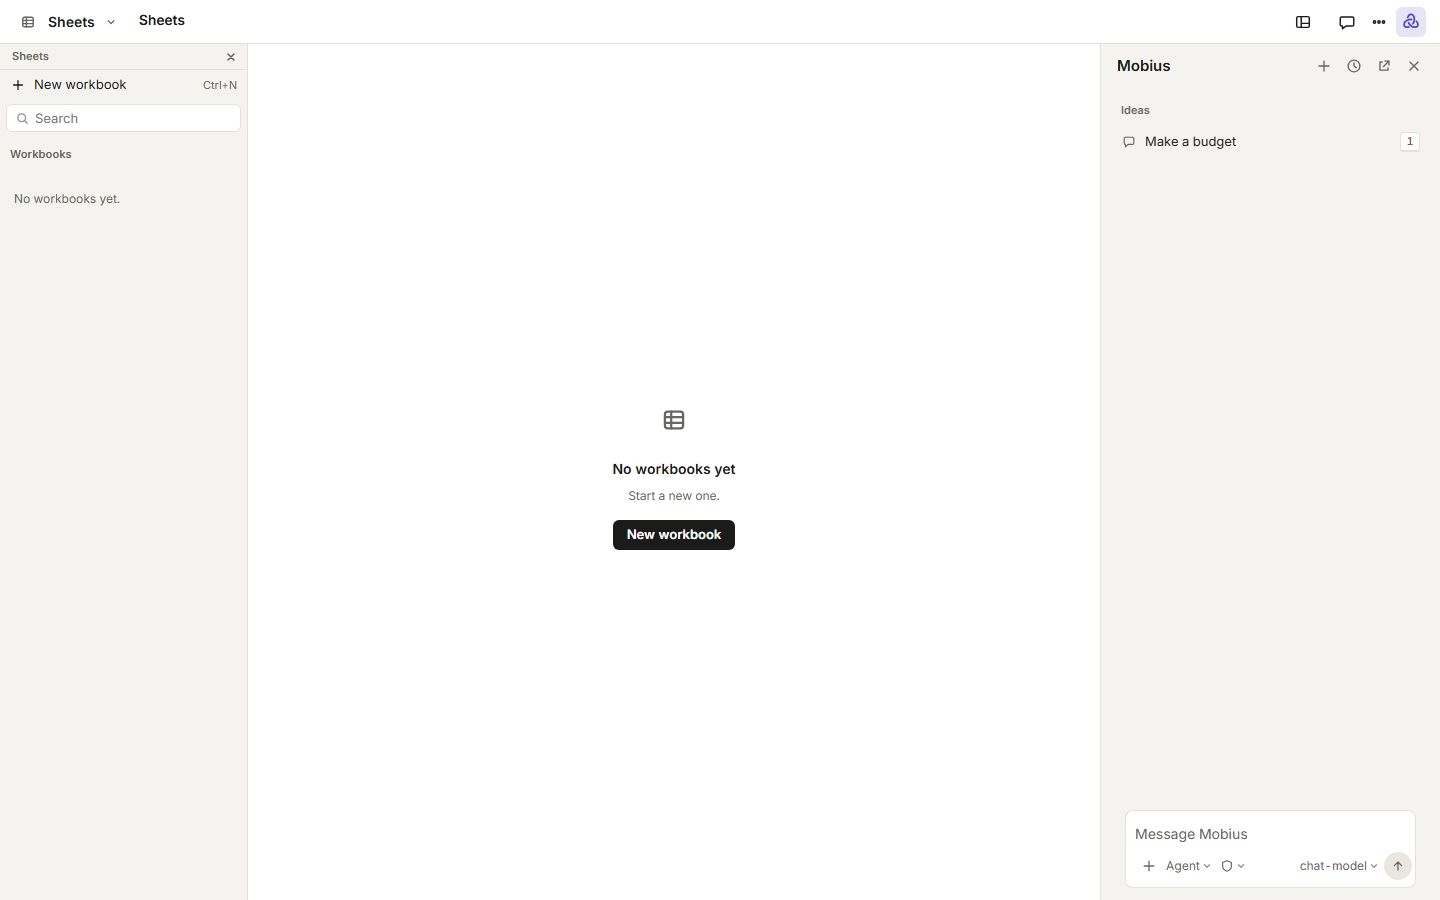 Sheets
Sheets
Sheets
New workbook Ctrl+N
Search
Workbooks
No workbooks yet.
No workbooks yet
Start a new one.
New workbook
Mobius
Ideas
Make a budget 1
Message Mobius
Agent chat-model